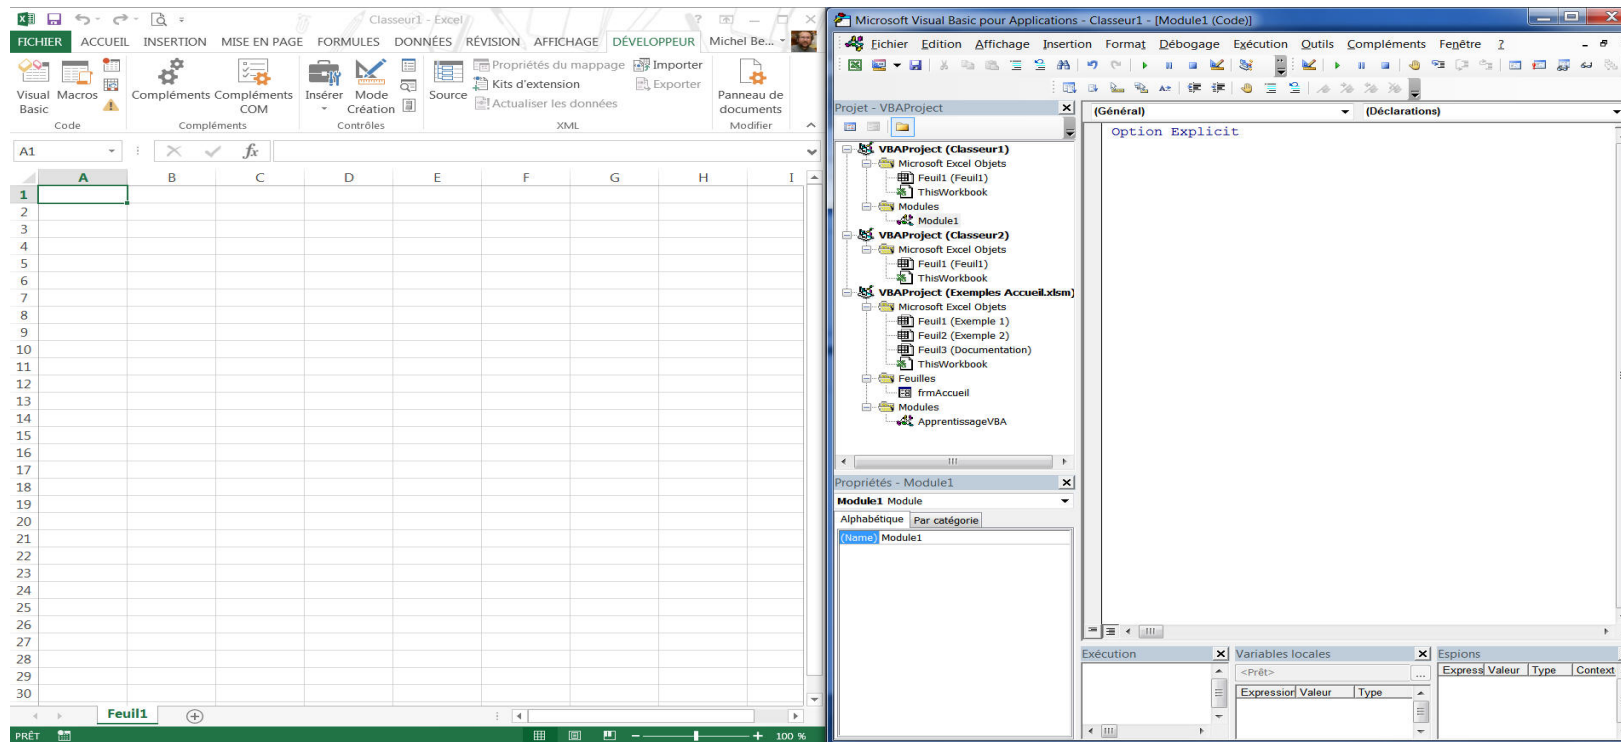 Classeur1 - Excel
FICHIER ACCUEIL INSERTION MISE EN PAGE FORMULES DONNÉES RÉVISION AFFICHAGE DÉVELOPPEUR Michel Be...
Visual Basic
Macros
Compléments
Compléments COM
Insérer
Mode Création
Source
Propriétés du mappage
Kits d'extension
Actualiser les données
Importer
Exporter
Panneau de documents
Code Compléments Contrôles XML Modifier
A1 fx
A B C D E F G H I
1
2
3
4
5
6
7
8
9
10
11
12
13
14
15
16
17
18
19
20
21
22
23
24
25
26
27
28
29
30
Feuil1
PRÊT 100 %
Microsoft Visual Basic pour Applications - Classeur1 - [Module1 (Code)]
Fichier Edition Affichage Insertion Format Débogage Exécution Outils Compléments Fenêtre ?
Projet - VBAProject
VBAProject (Classeur1)
Microsoft Excel Objets
Feuil1 (Feuil1)
ThisWorkbook
Modules
Module1
VBAProject (Classeur2)
Microsoft Excel Objets
Feuil1 (Feuil1)
ThisWorkbook
VBAProject (Exemples Accueil.xlsm)
Microsoft Excel Objets
Feuil1 (Exemple 1)
Feuil2 (Exemple 2)
Feuil3 (Documentation)
ThisWorkbook
Feuilles
frmAccueil
Modules
ApprentissageVBA
Propriétés - Module1
Module1 Module
Alphabétique Par catégorie
(Name) Module1
(Général) (Déclarations)
Option Explicit
Exécution
Variables locales
<Prêt>
...
Expression Valeur Type
Espions
Express Valeur Type Context